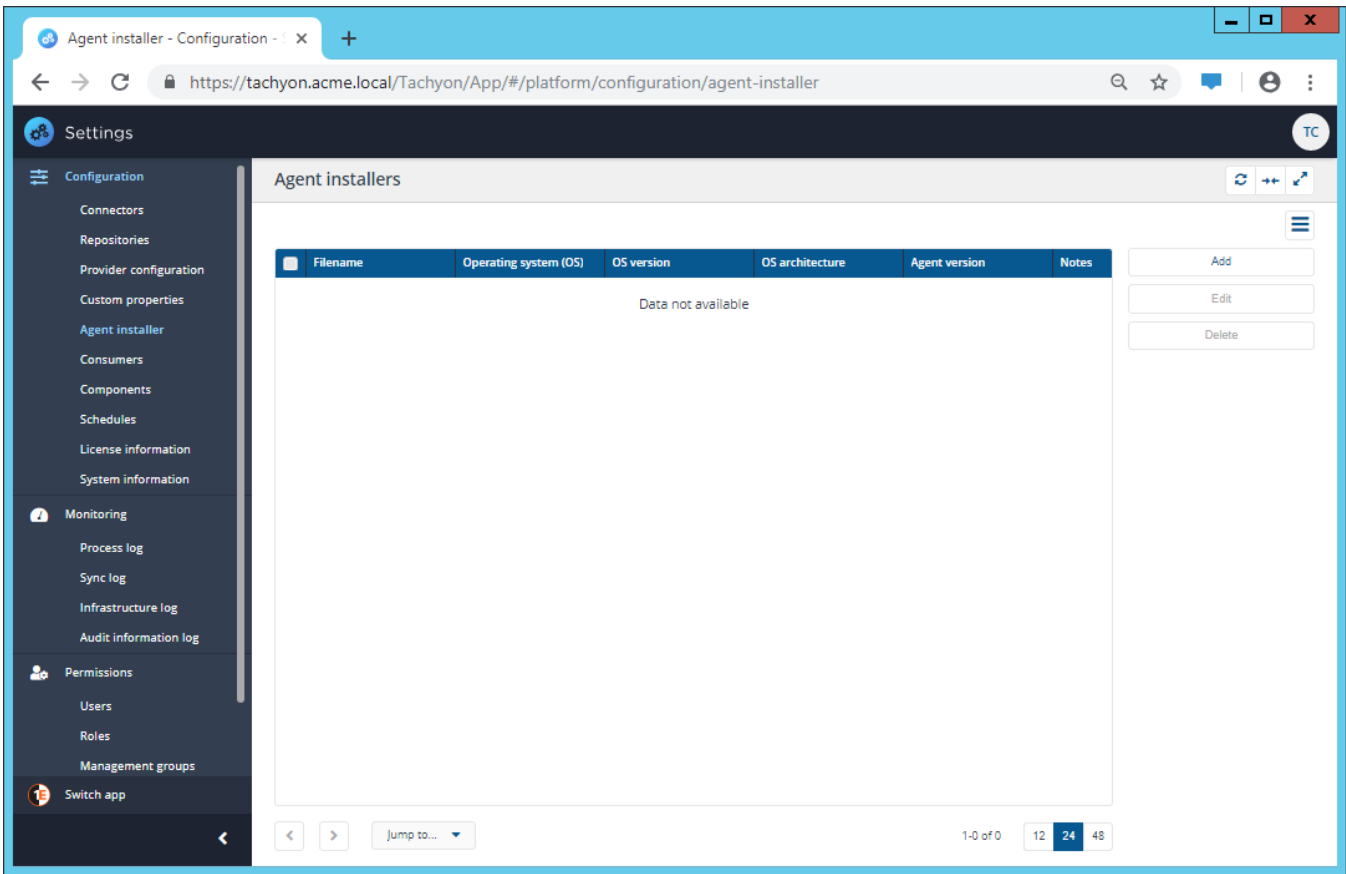 Agent installer - Configuration - S
https://tachyon.acme.local/Tachyon/App/#/platform/configuration/agent-installer
Settings
TC
Configuration
Connectors
Repositories
Provider configuration
Custom properties
Agent installer
Consumers
Components
Schedules
License information
System information
Monitoring
Process log
Sync log
Infrastructure log
Audit information log
Permissions
Users
Roles
Management groups
1E Switch app
Agent installers
Filename Operating system (OS) OS version OS architecture Agent version Notes
Data not available
Add
Edit
Delete
Jump to...
1-0 of 0 12 24 48